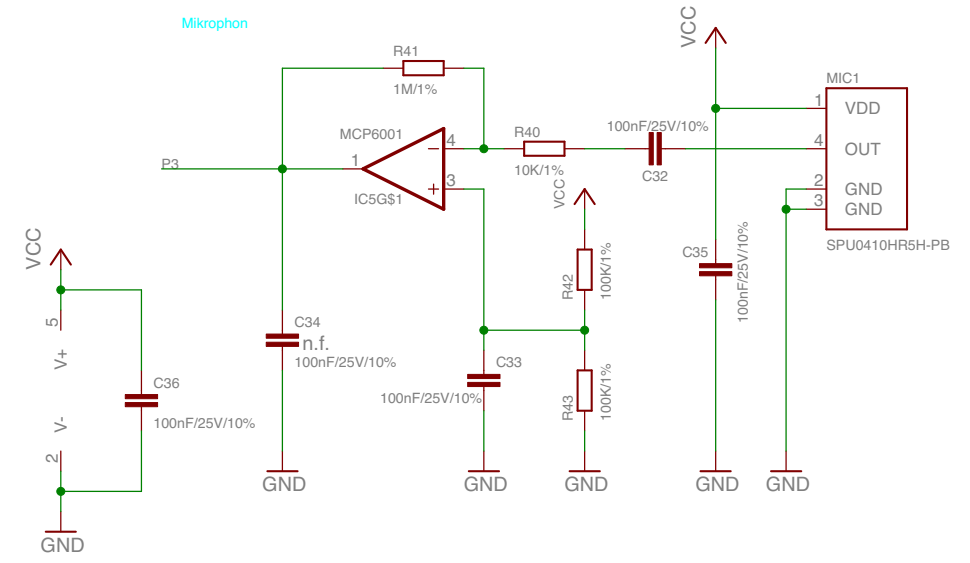 Mikrophon
VCC
R41
1M/1%
MIC1
1
VDD
MCP6001
4
R40
100nF/25V/10%
4
OUT
P3
1
10K/1%
C32
3
IC5G$1
VCC
2
GND
3
GND
SPU0410HR5H-PB
VCC
R42
100K/1%
C35
100nF/25V/10%
5
V+
C34
n.f.
100nF/25V/10%
C33
100nF/25V/10%
R43
100K/1%
C36
100nF/25V/10%
V-
2
GND
GND
GND
GND
GND
GND